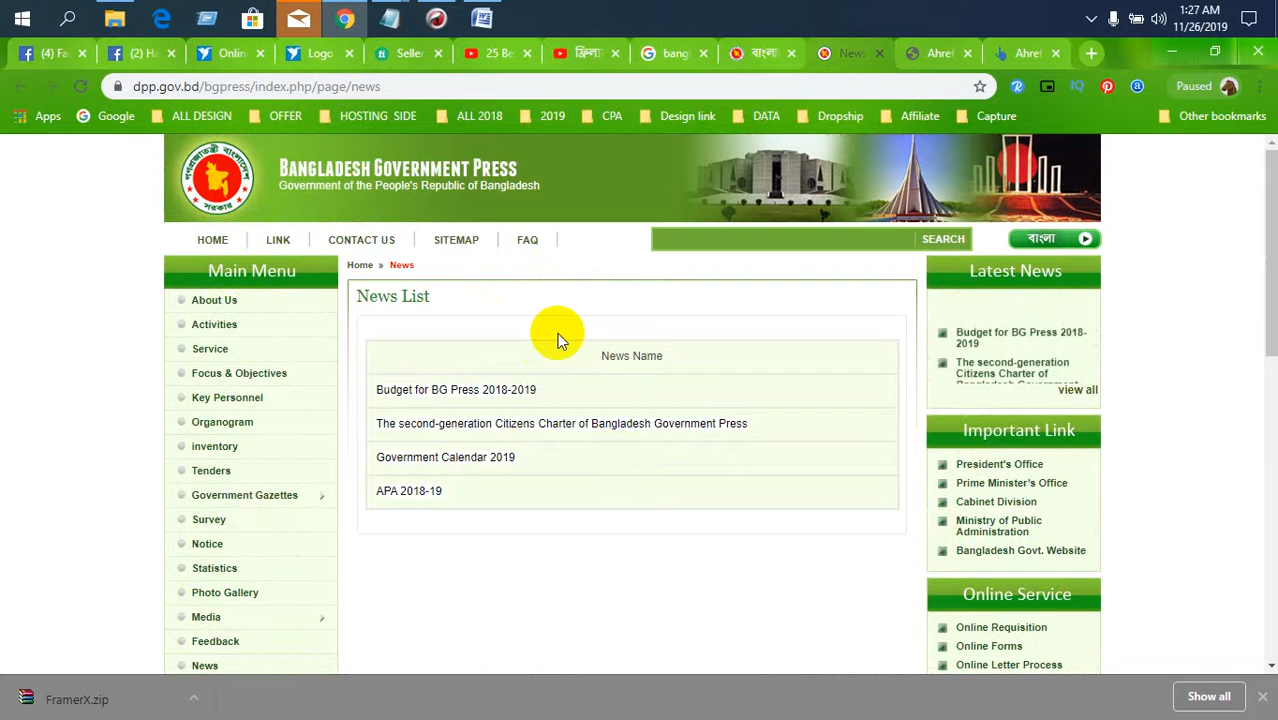 1:27 AM
11/26/2019
(4) Fa
(2) Ha
Online
Logo
Seller
25 Be
ফ্রিল্য
bangl
বাংলা
News
Ahref
Ahref
dpp.gov.bd/bgpress/index.php/page/news
Paused
Apps
Google
ALL DESIGN
OFFER
HOSTING SIDE
ALL 2018
2019
CPA
Design link
DATA
Dropship
Affiliate
Capture
Other bookmarks
BANGLADESH GOVERNMENT PRESS
Government of the People's Republic of Bangladesh
HOME
LINK
CONTACT US
SITEMAP
FAQ
SEARCH
বাংলা
Main Menu
About Us
Activities
Service
Focus & Objectives
Key Personnel
Organogram
inventory
Tenders
Government Gazettes
Survey
Notice
Statistics
Photo Gallery
Media
Feedback
News
Home » News
News List
News Name
Budget for BG Press 2018-2019
The second-generation Citizens Charter of Bangladesh Government Press
Government Calendar 2019
APA 2018-19
Latest News
Budget for BG Press 2018-
2019
The second-generation
Citizens Charter of
Bangladesh Government
view all
Important Link
President's Office
Prime Minister's Office
Cabinet Division
Ministry of Public
Administration
Bangladesh Govt. Website
Online Service
Online Requisition
Online Forms
Online Letter Process
FramerX.zip
Show all